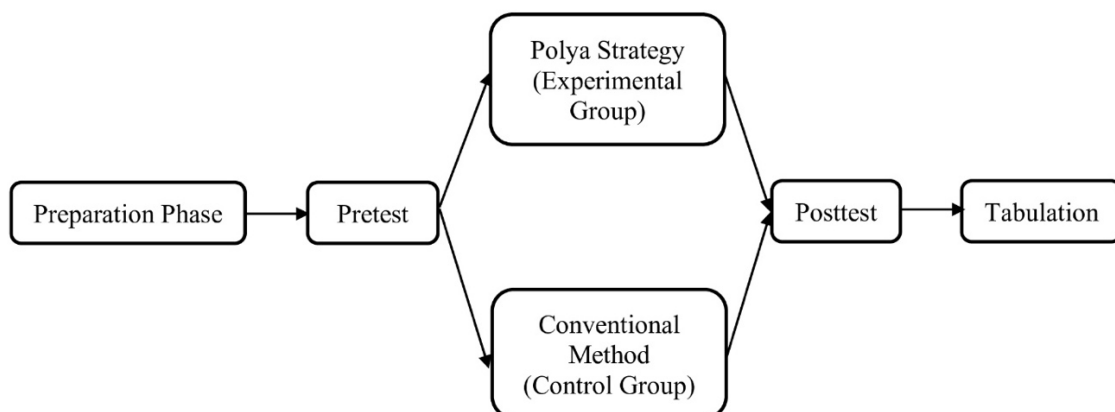 Preparation Phase
Pretest
Polya Strategy
(Experimental
Group)
Conventional
Method
(Control Group)
Posttest
Tabulation